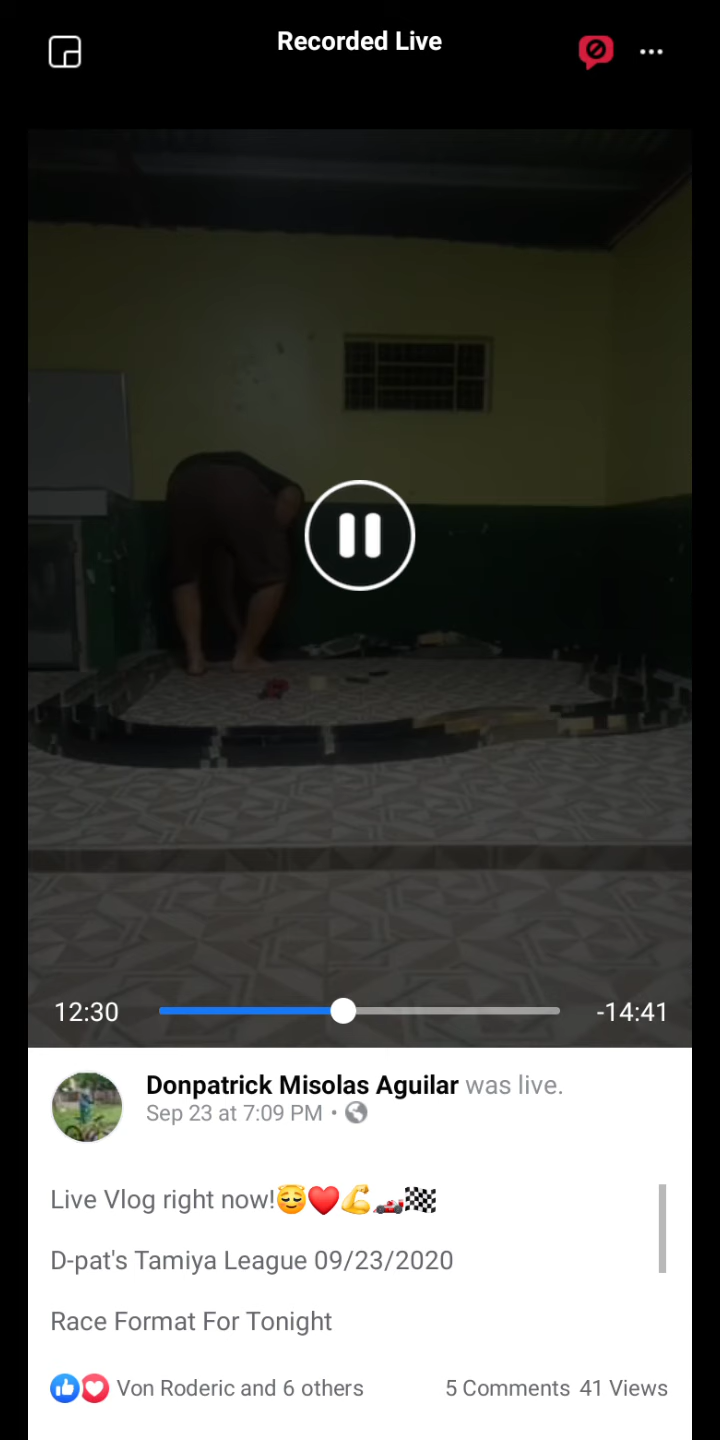 Recorded Live
12:30
-14:41
Donpatrick Misolas Aguilar was live.
Sep 23 at 7:09 PM •
Live Vlog right now!😇❤️💪🏎️🏁
D-pat's Tamiya League 09/23/2020
Race Format For Tonight
Von Roderic and 6 others
5 Comments 41 Views